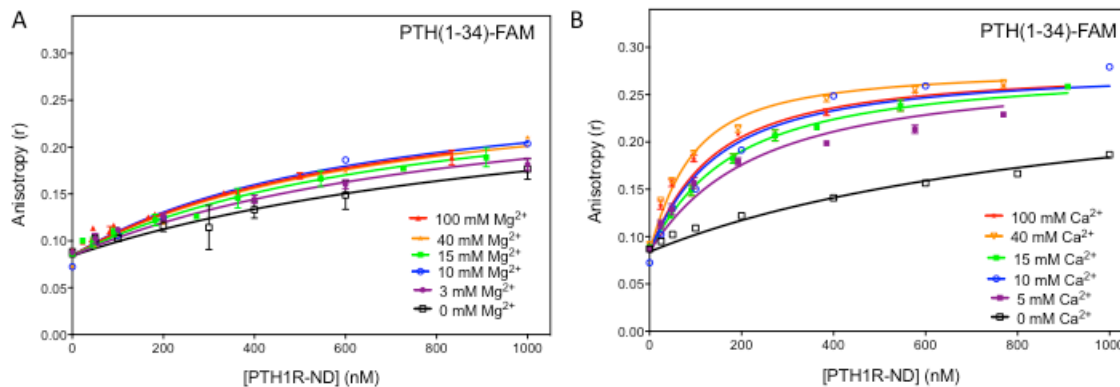 A
PTH(1-34)-FAM
0.30
0.25
0.20
0.15
0.10
0.05
0.00
Anisotropy (r)
100 mM Mg²⁺
40 mM Mg²⁺
15 mM Mg²⁺
10 mM Mg²⁺
3 mM Mg²⁺
0 mM Mg²⁺
0 200 400 600 800 1000
[PTH1R-ND] (nM)
B
PTH(1-34)-FAM
0.30
0.25
0.20
0.15
0.10
0.05
0.00
Anisotropy (r)
100 mM Ca²⁺
40 mM Ca²⁺
15 mM Ca²⁺
10 mM Ca²⁺
5 mM Ca²⁺
0 mM Ca²⁺
0 200 400 600 800 1000
[PTH1R-ND] (nM)